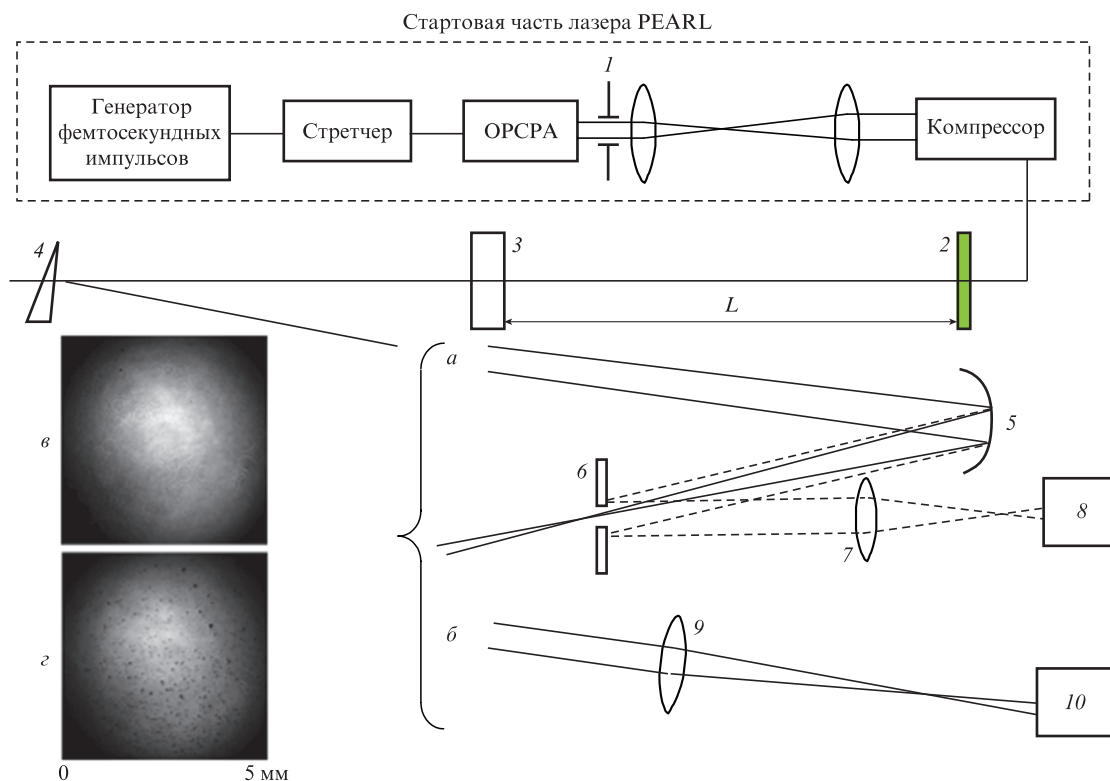 Стартовая часть лазера PEARL
1
Генератор
фемтосекундных
импульсов
Стретчер
OPCPA
Компрессор
4
3
2
L
а
5
в
6
8
7
б
9
г
10
0
5 мм